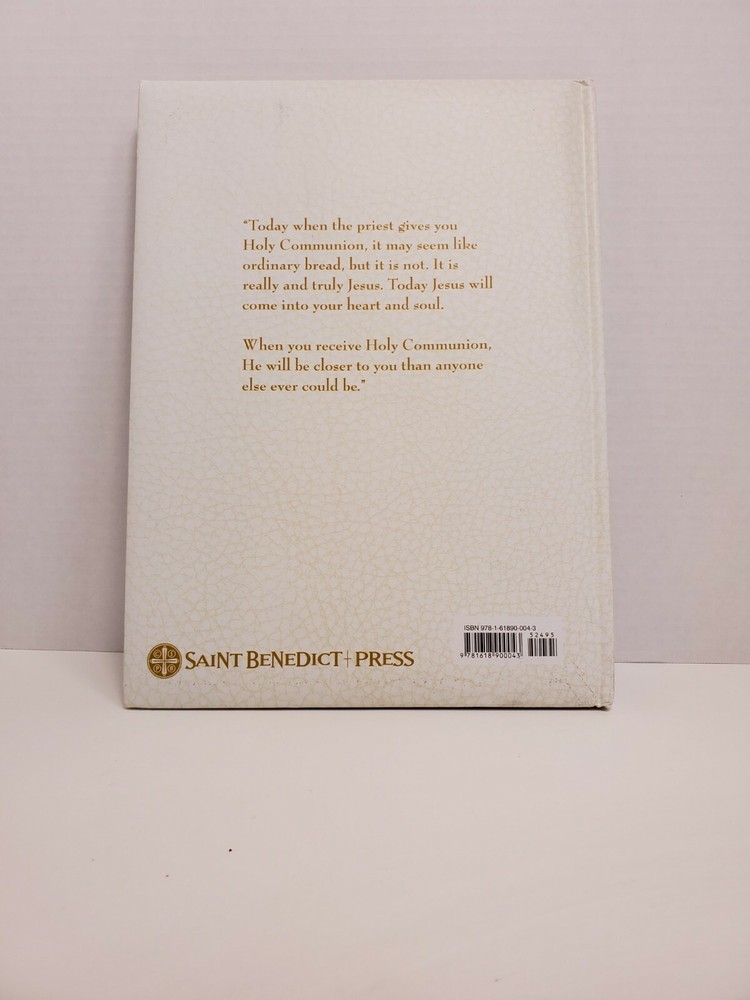 “Today when the priest gives you
Holy Communion, it may seem like
ordinary bread, but it is not. It is
really and truly Jesus. Today Jesus will
come into your heart and soul.
When you receive Holy Communion,
He will be closer to you than anyone
else ever could be.”
ISBN 978-1-61890-004-3
52495
9781618900043
SAINT BENEDICT PRESS